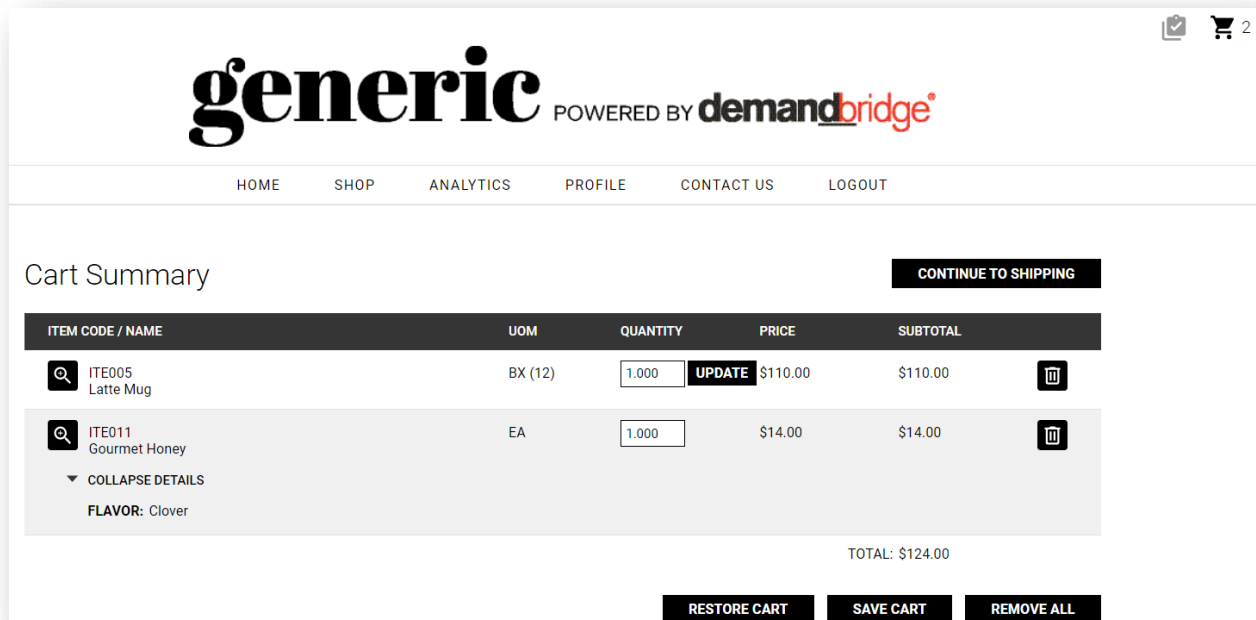 2
generic POWERED BY demandbridge®
HOME SHOP ANALYTICS PROFILE CONTACT US LOGOUT
Cart Summary CONTINUE TO SHIPPING
ITEM CODE / NAME UOM QUANTITY PRICE SUBTOTAL
ITE005 BX (12) 1.000 UPDATE $110.00 $110.00
Latte Mug
ITE011 EA 1.000 $14.00 $14.00
Gourmet Honey
COLLAPSE DETAILS
FLAVOR: Clover
TOTAL: $124.00
RESTORE CART SAVE CART REMOVE ALL